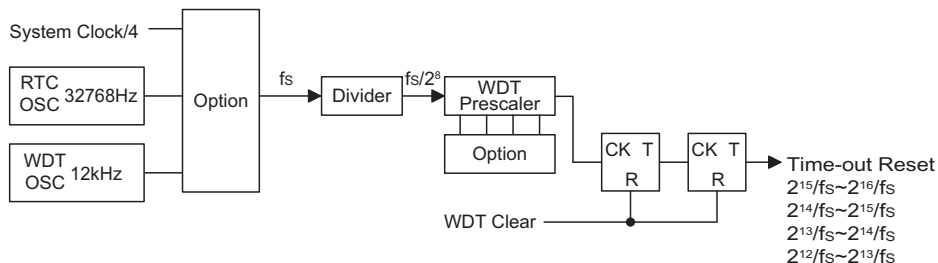 System Clock/4
RTC
OSC 32768Hz
WDT
OSC 12kHz
Option
fS
Divider
fS/2⁸
WDT
Prescaler
Option
CK T
R
CK T
R
WDT Clear
Time-out Reset
2¹⁵/fS~2¹⁶/fS
2¹⁴/fS~2¹⁵/fS
2¹³/fS~2¹⁴/fS
2¹²/fS~2¹³/fS